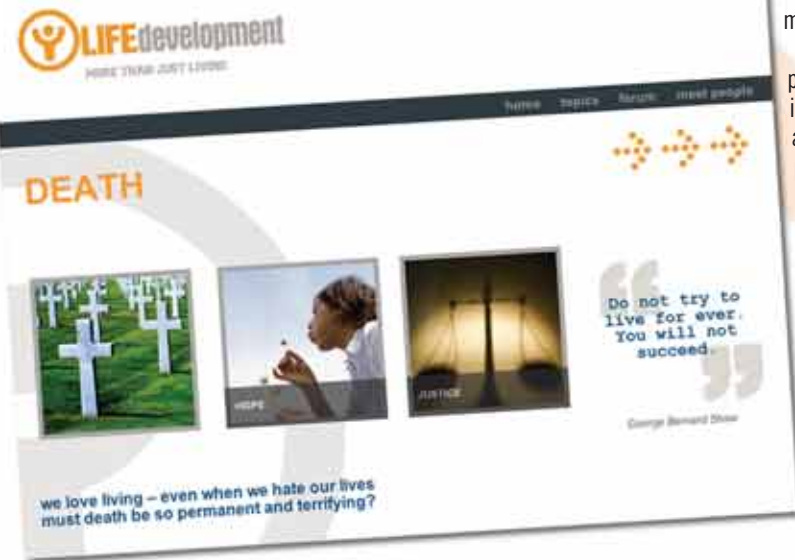 LIFEdevelopment
MORE THAN JUST LIVING
home topics forum meet people
DEATH
HOPE
JUSTICE
Do not try to
live for ever.
You will not
succeed.
George Bernard Shaw
we love living – even when we hate our lives
must death be so permanent and terrifying?